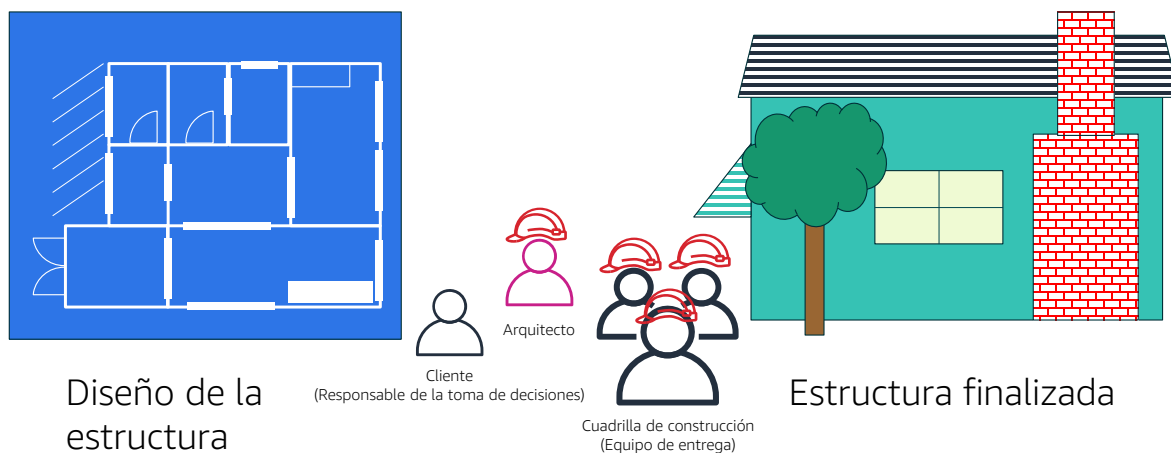 Arquitecto
Cliente
(Responsable de la toma de decisiones)
Diseño de la
estructura
Cuadrilla de construcción
(Equipo de entrega)
Estructura finalizada